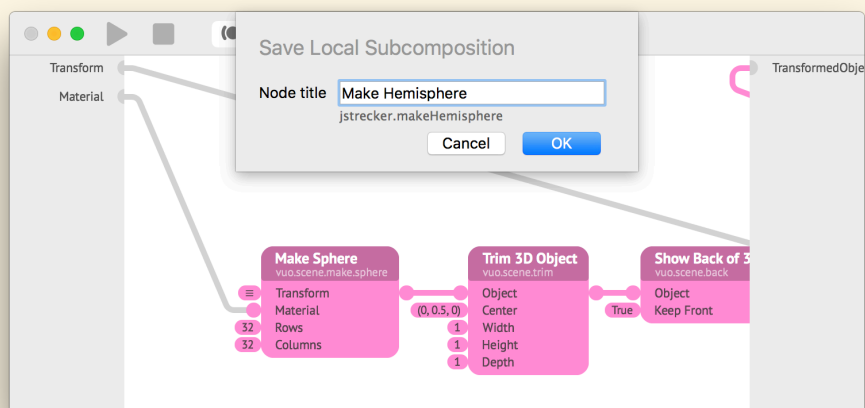 Save Local Subcomposition
Node title Make Hemisphere
jstrecker.makeHemisphere
Cancel OK
Transform
Material
TransformedObje
Make Sphere
vuo.scene.make.sphere
Transform
Material
32 Rows
32 Columns
Trim 3D Object
vuo.scene.trim
Object
(0, 0.5, 0) Center
1 Width
1 Height
1 Depth
Show Back of 3
vuo.scene.back
Object
True Keep Front